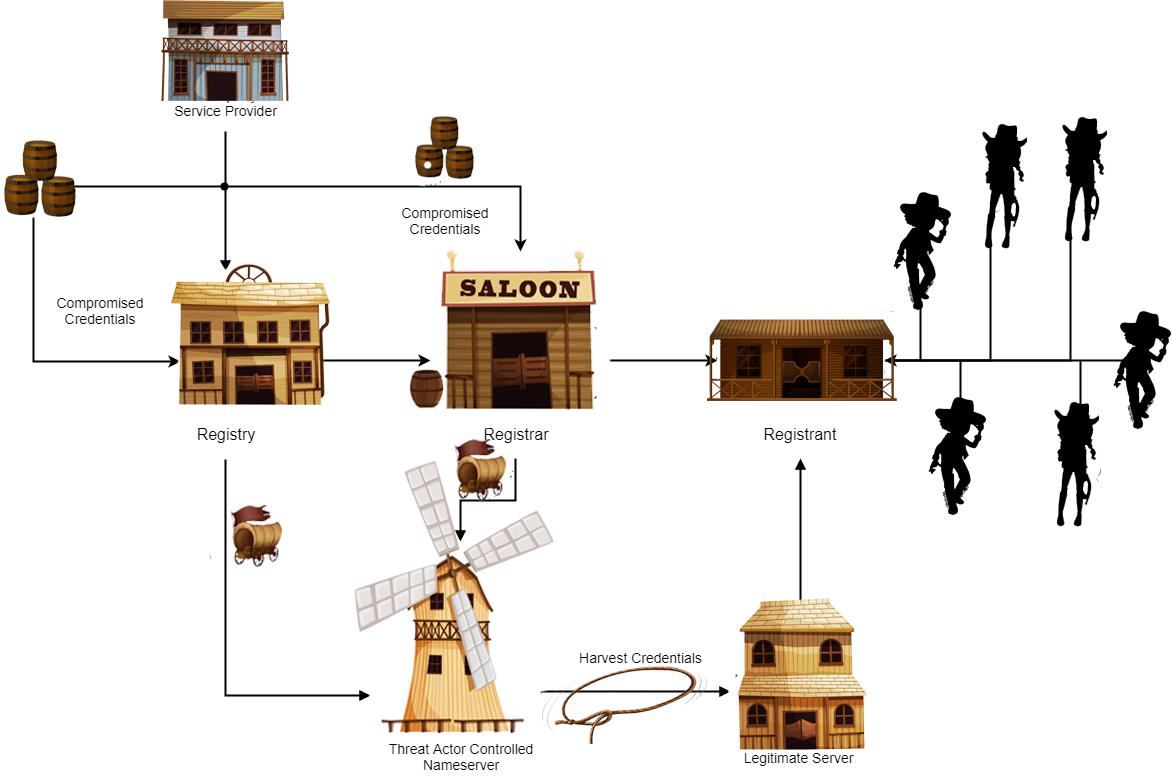 Service Provider
Compromised
Credentials
Compromised
Credentials
SALOON
Registry
Registrar
Registrant
Harvest Credentials
Threat Actor Controlled
Nameserver
Legitimate Server